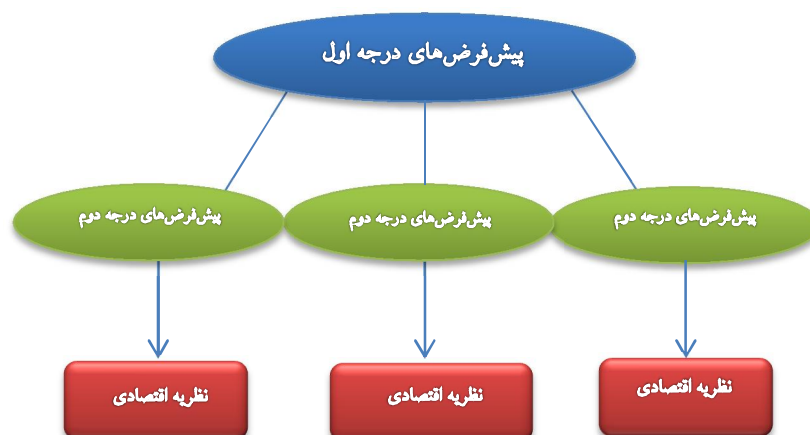 پیش‌فرض‌های درجه اول
پیش‌فرض‌های درجه دوم
پیش‌فرض‌های درجه دوم
پیش‌فرض‌های درجه دوم
نظریه اقتصادی
نظریه اقتصادی
نظریه اقتصادی